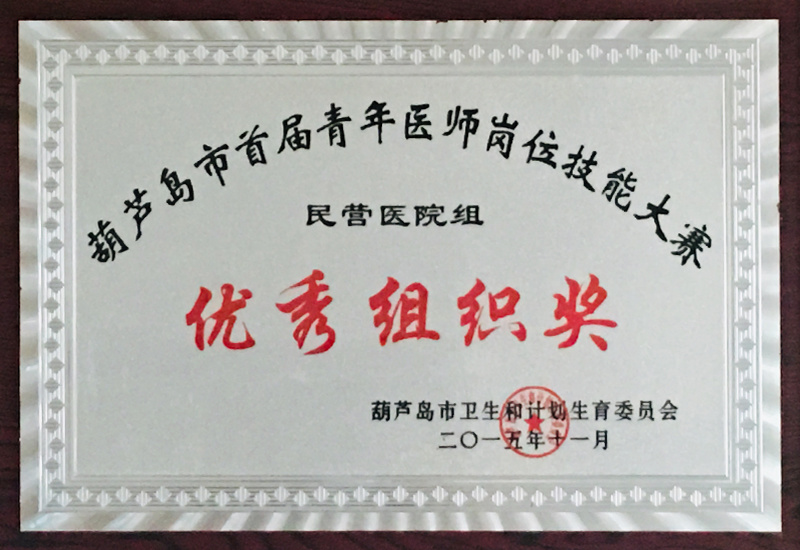 葫芦岛市首届青年医师岗位技能大赛
民营医院组
优秀组织奖
葫芦岛市卫生和计划生育委员会
二〇一五年十一月